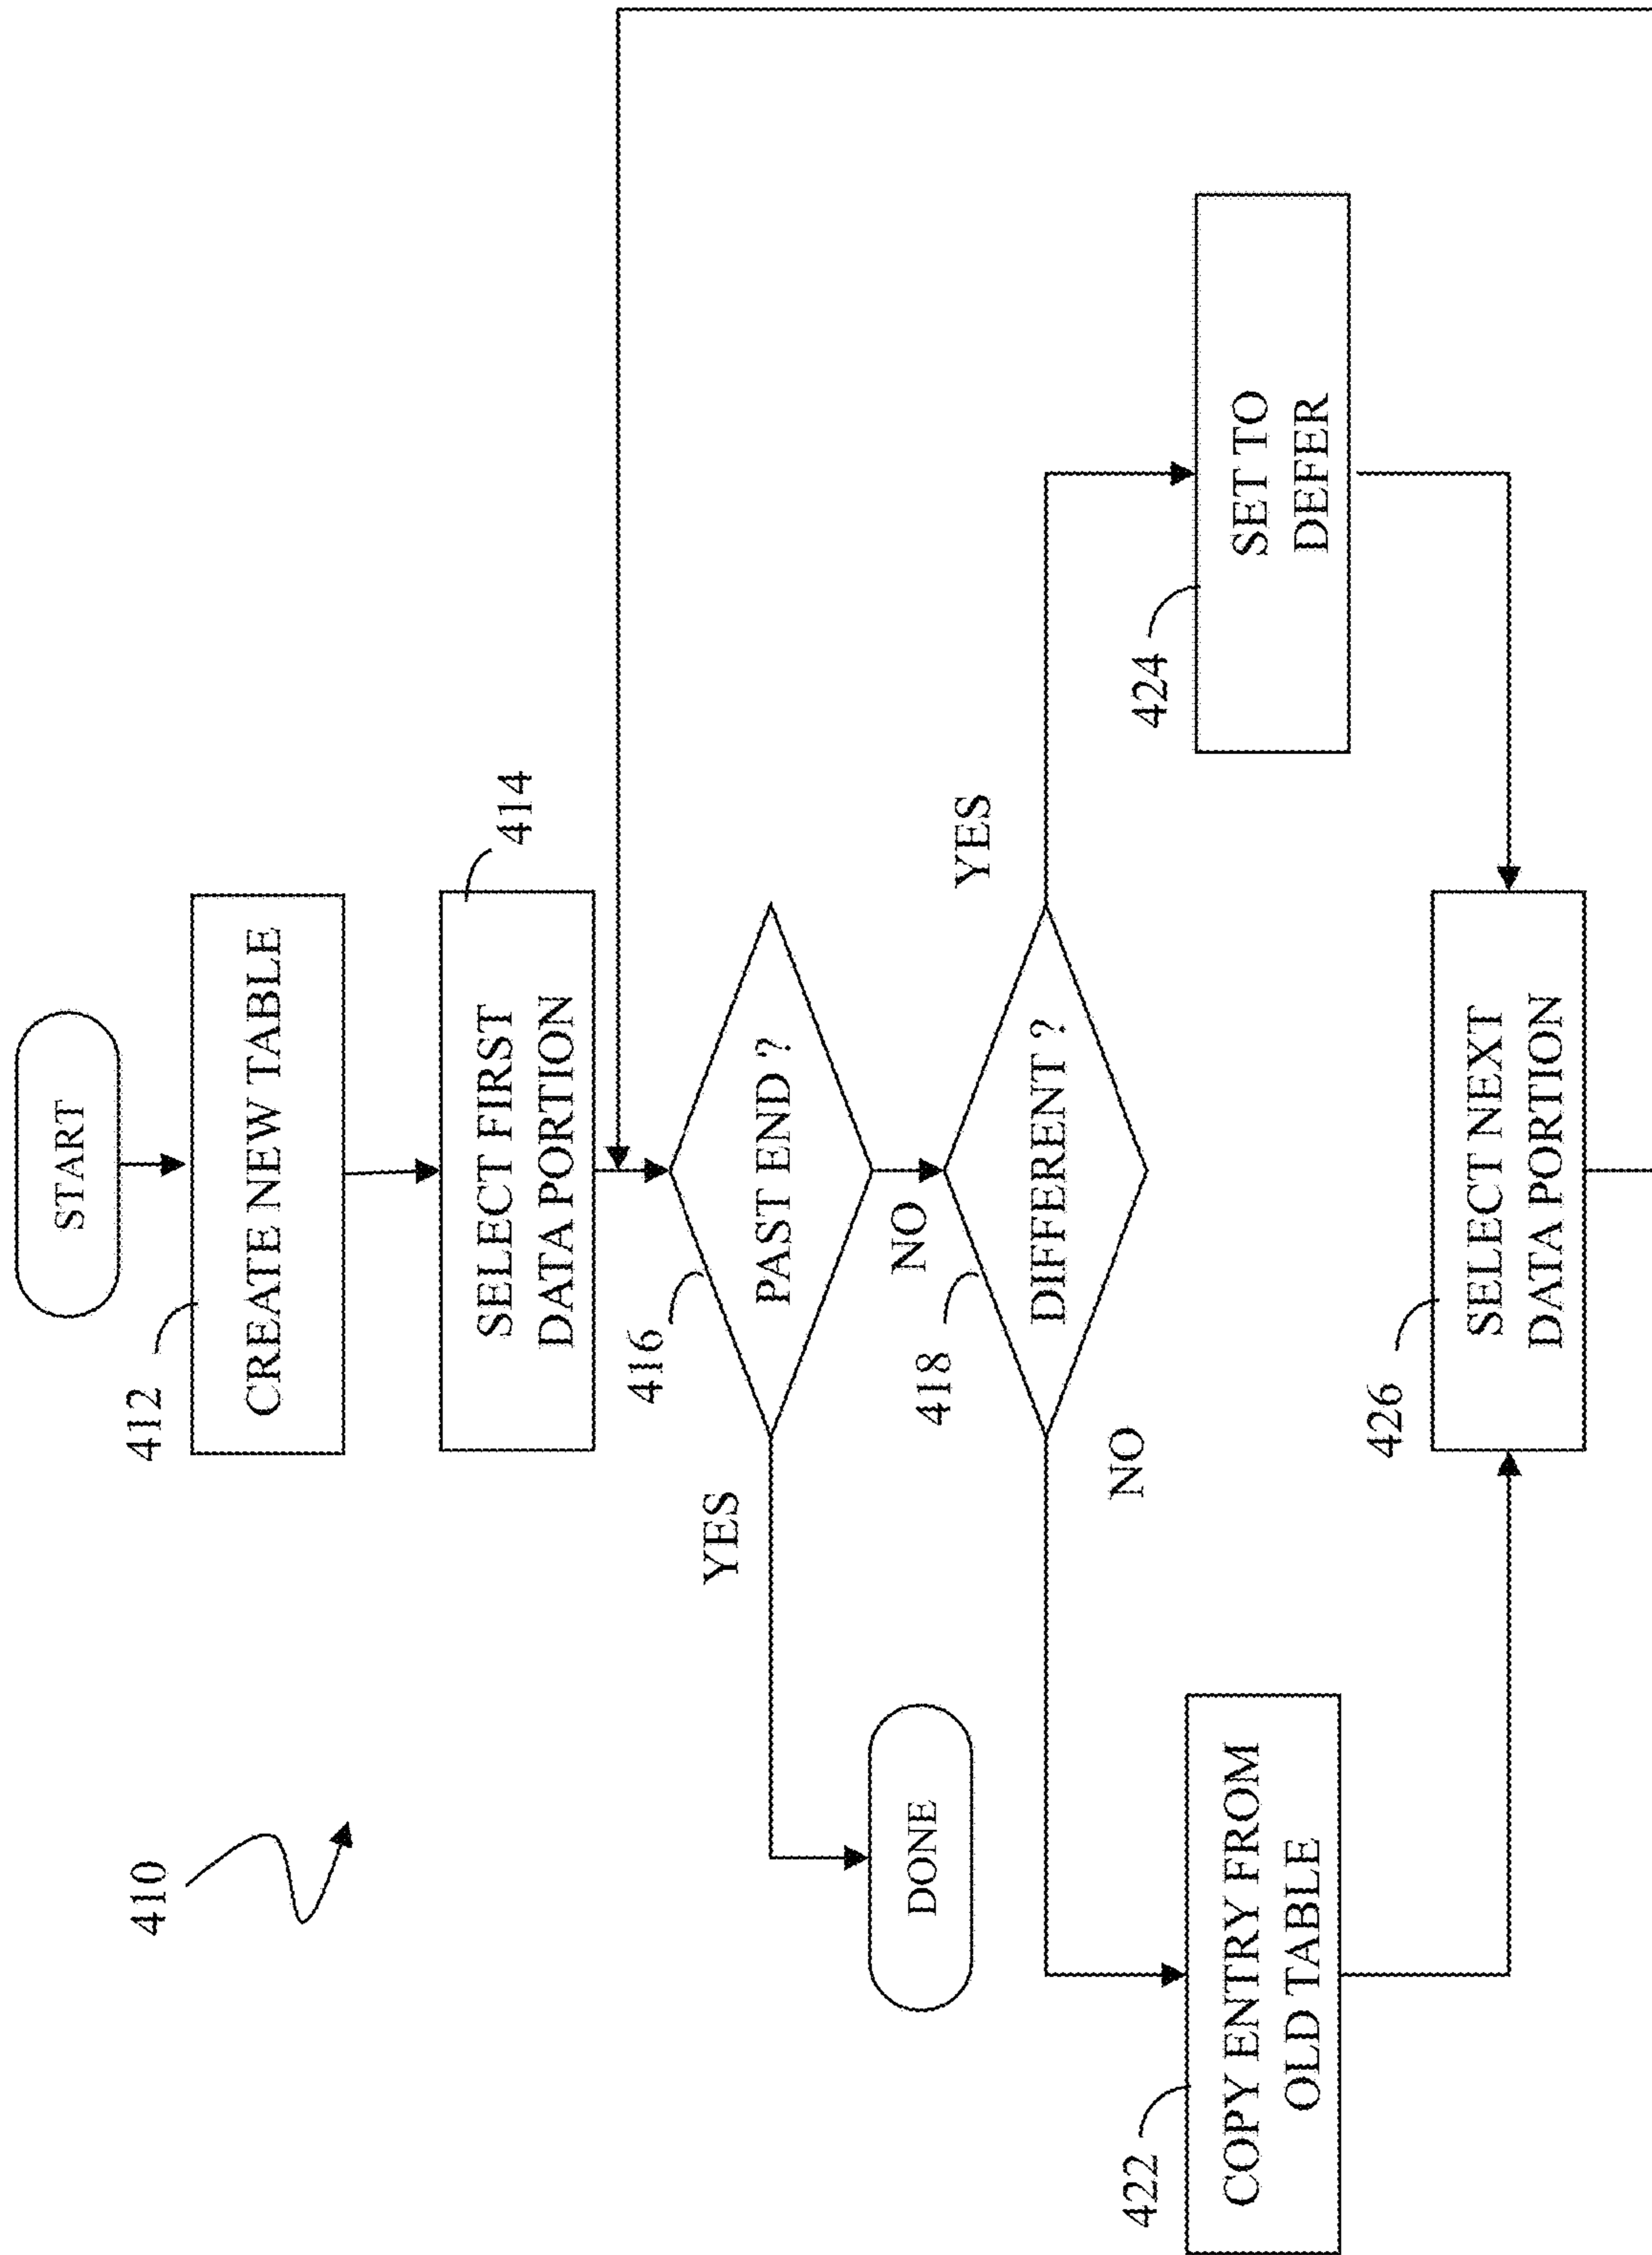 410
START
412
CREATE NEW TABLE
414
SELECT FIRST
DATA PORTION
416
PAST END ?
YES
NO
DONE
418
DIFFERENT ?
YES
NO
422
COPY ENTRY FROM
OLD TABLE
424
SET TO
DEFER
426
SELECT NEXT
DATA PORTION